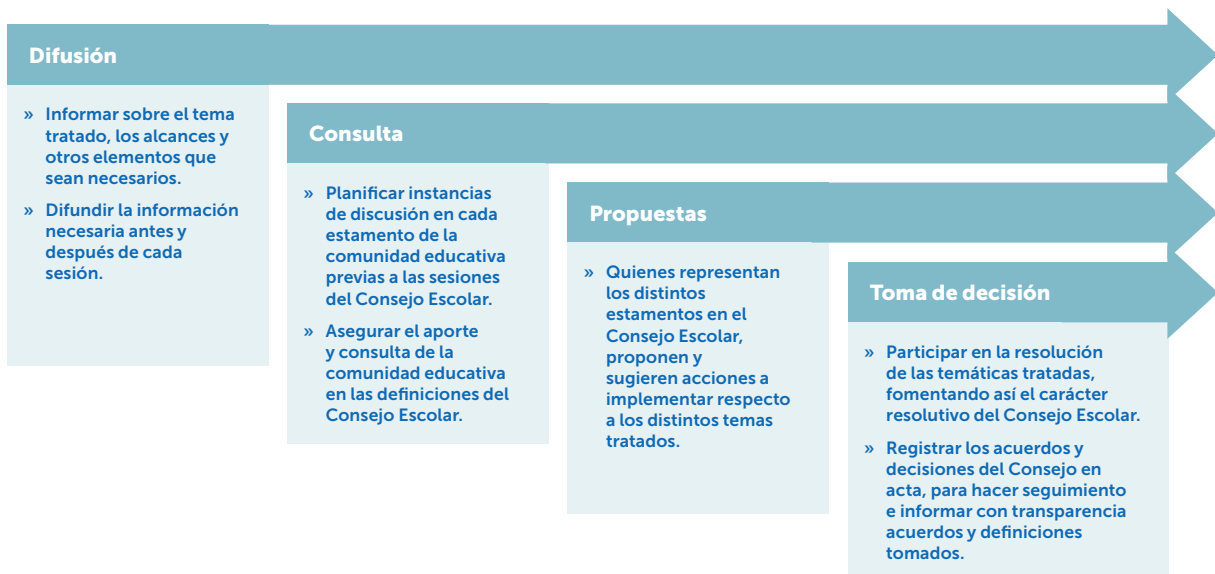 Difusión
» Informar sobre el tema
tratado, los alcances y
otros elementos que
sean necesarios.
» Difundir la información
necesaria antes y
después de cada
sesión.
Consulta
» Planificar instancias
de discusión en cada
estamento de la
comunidad educativa
previas a las sesiones
del Consejo Escolar.
» Asegurar el aporte
y consulta de la
comunidad educativa
en las definiciones del
Consejo Escolar.
Propuestas
» Quienes representan
los distintos
estamentos en el
Consejo Escolar,
proponen y
sugieren acciones a
implementar respecto
a los distintos temas
tratados.
Toma de decisión
» Participar en la resolución
de las temáticas tratadas,
fomentando así el carácter
resolutivo del Consejo Escolar.
» Registrar los acuerdos y
decisiones del Consejo en
acta, para hacer seguimiento
e informar con transparencia
acuerdos y definiciones
tomados.